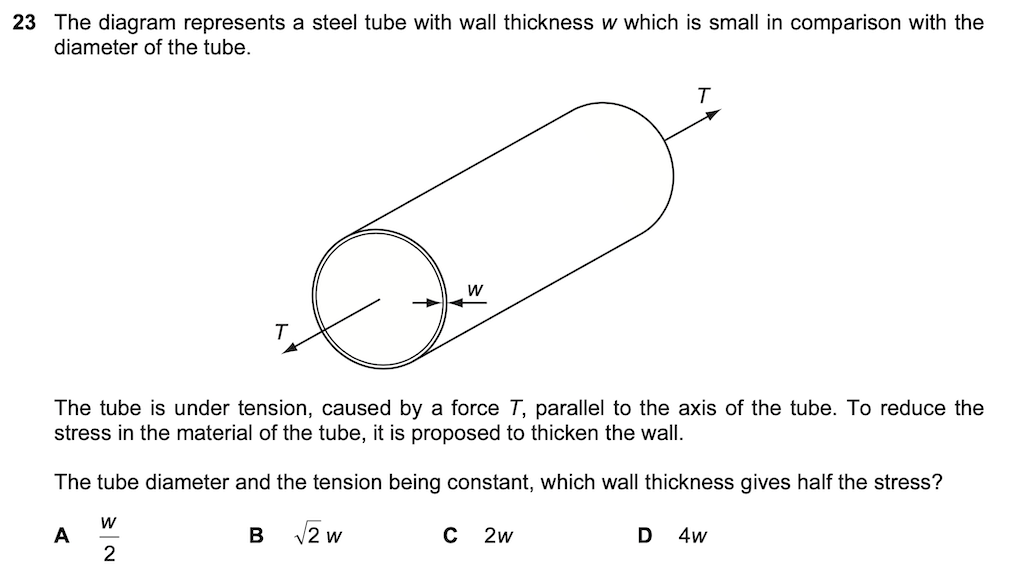 23 The diagram represents a steel tube with wall thickness w which is small in comparison with the
diameter of the tube.
T
w
T
The tube is under tension, caused by a force T, parallel to the axis of the tube. To reduce the
stress in the material of the tube, it is proposed to thicken the wall.
The tube diameter and the tension being constant, which wall thickness gives half the stress?
A w/2 B √2 w C 2w D 4w